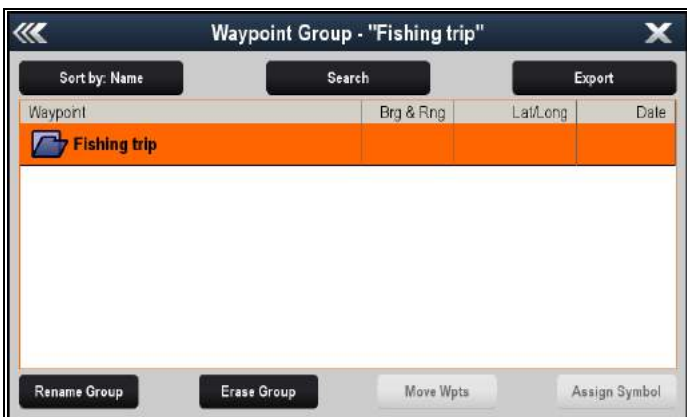 Waypoint Group - "Fishing trip"
Sort by: Name Search Export
Waypoint Brg & Rng Lat/Long Date
Fishing trip
Rename Group Erase Group Move Wpts Assign Symbol